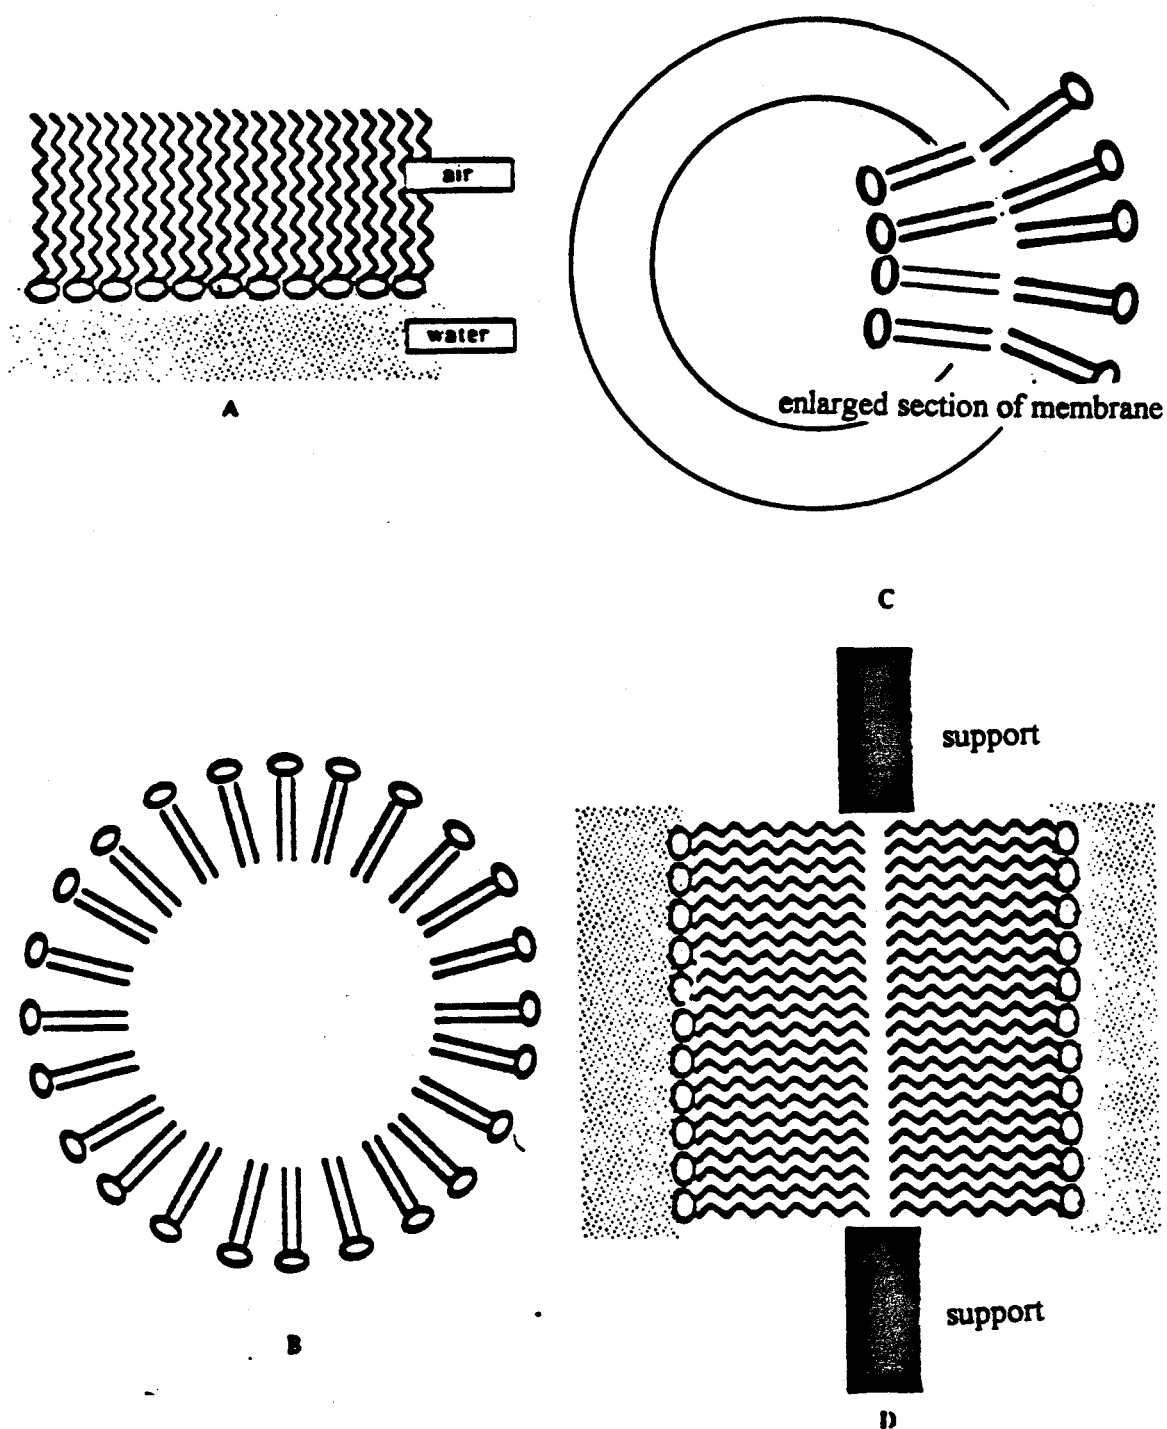 air
water
A
enlarged section of membrane
C
support
B
support
D